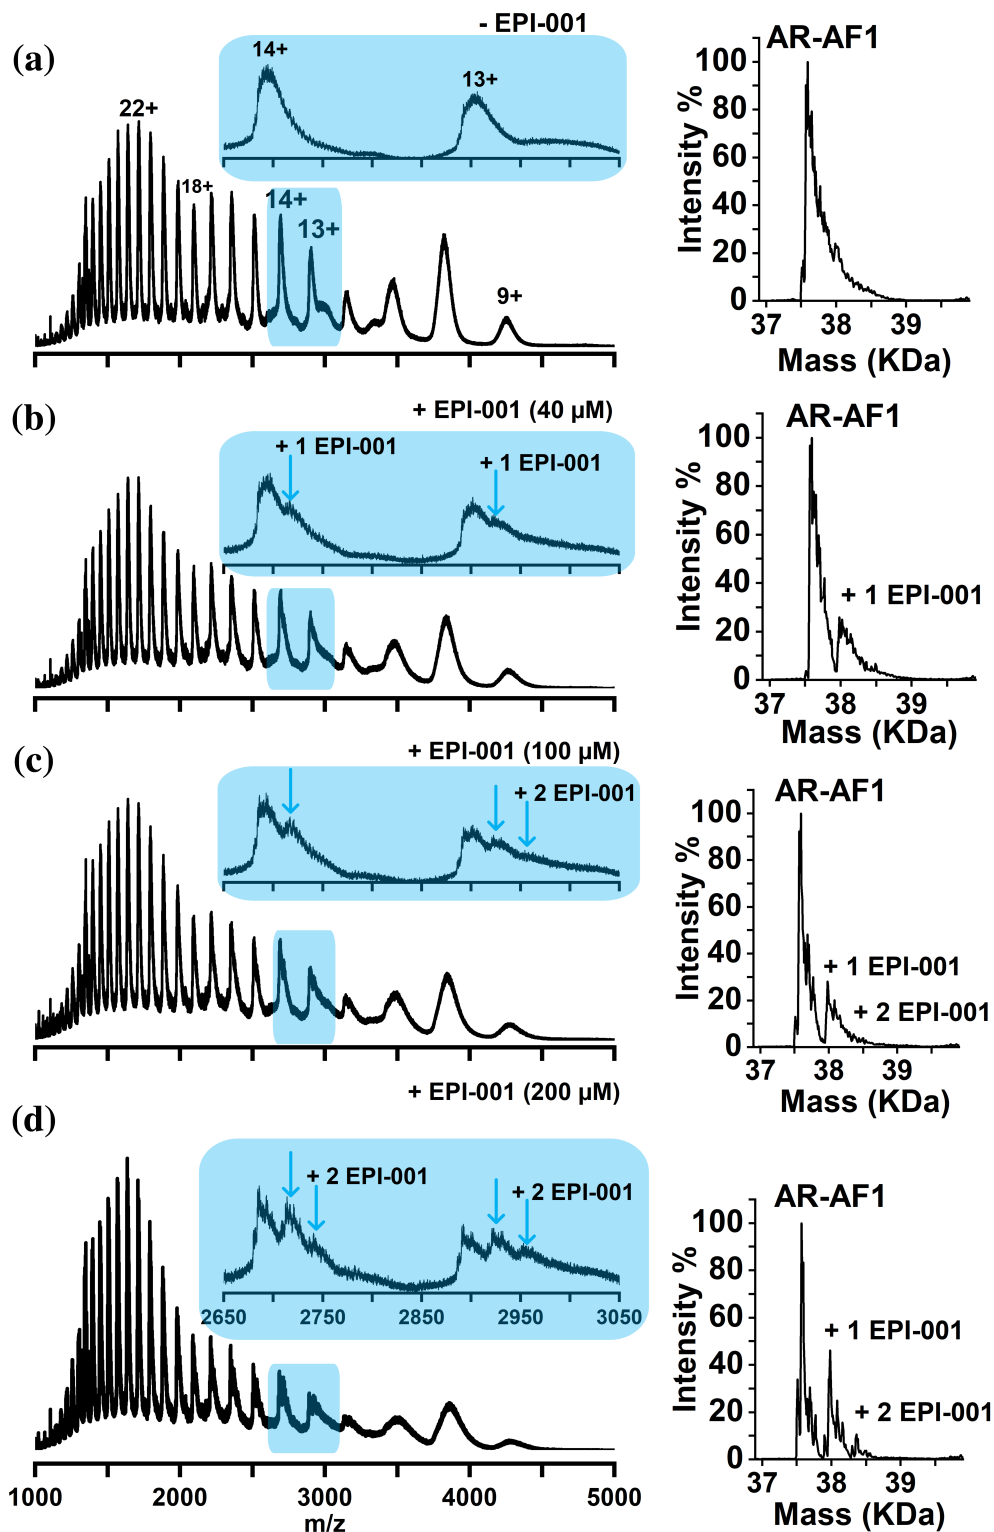 (a)
- EPI-001
14+
13+
22+
18+
14+
13+
9+
AR-AF1
Intensity %
100
80
60
40
20
0
37
38
39
Mass (KDa)
(b)
+ EPI-001 (40 µM)
+ 1 EPI-001
+ 1 EPI-001
AR-AF1
Intensity %
100
80
60
40
20
0
+ 1 EPI-001
37
38
39
Mass (KDa)
(c)
+ EPI-001 (100 µM)
+ 2 EPI-001
AR-AF1
Intensity %
100
80
60
40
20
0
+ 1 EPI-001
+ 2 EPI-001
37
38
39
Mass (KDa)
(d)
+ EPI-001 (200 µM)
+ 2 EPI-001
+ 2 EPI-001
2650
2750
2850
2950
3050
AR-AF1
Intensity %
100
80
60
40
20
0
+ 1 EPI-001
+ 2 EPI-001
37
38
39
Mass (KDa)
1000
2000
3000
4000
5000
m/z